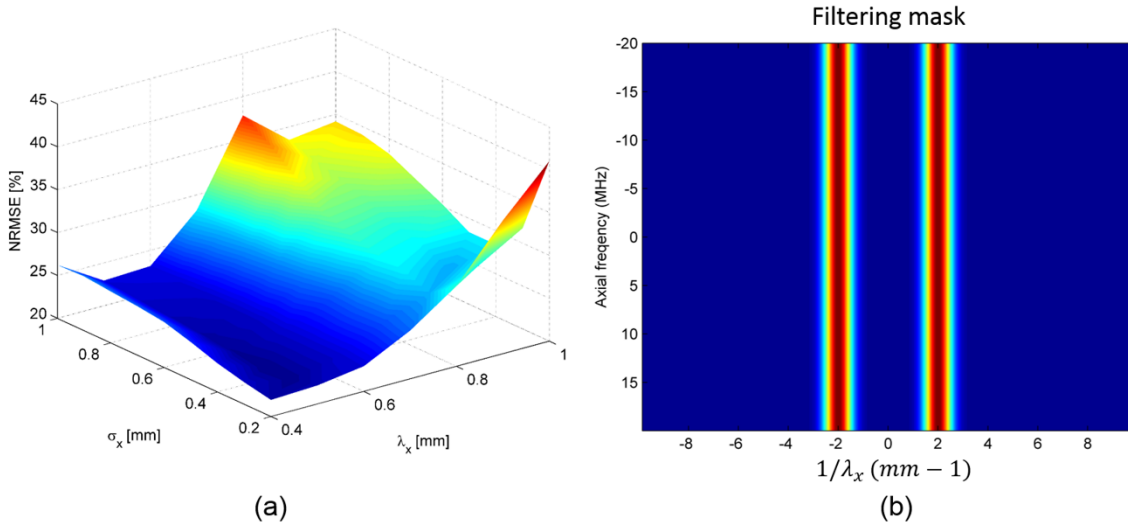 45
40
35
30
25
20
NRMSE [%]
1
0.8
0.6
0.4
0.2
σx [mm]
0.4
0.6
0.8
1
λx [mm]
(a)
Filtering mask
-20
-15
-10
-5
0
5
10
15
Axial freqency (MHz)
-8 -6 -4 -2 0 2 4 6 8
1/λx (mm − 1)
(b)